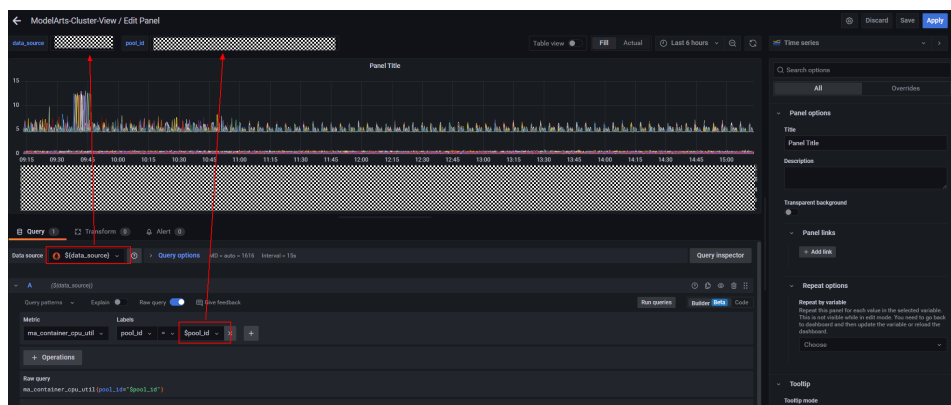 ModelArts-Cluster-View / Edit Panel
Discard Save Apply
data_source pool_id Table view Fill Actual Last 6 hours Time series
Panel Title
15
10
5
0
09:15 09:30 09:45 10:00 10:15 10:30 10:45 11:00 11:15 11:30 11:45 12:00 12:15 12:30 12:45 13:00 13:15 13:30 13:45 14:00 14:15 14:30 14:45 15:00
Search options
All Overrides
Panel options
Title
Panel Title
Description
Transparent background
Panel links
+ Add link
Repeat options
Repeat by variable
Repeat this panel for each value in the selected variable.
This is not visible while in edit mode. You need to go back
to dashboard and then update the variable or reload the
dashboard.
Choose
Tooltip
Tooltip mode
Query 1 Transform 0 Alert 0
Data source ${data_source} Query options MD = auto = 1616 Interval = 15s Query inspector
A (${data_source})
Query patterns Explain Raw query Give feedback Run queries Builder Beta Code
Metric Labels
ma_container_cpu_util pool_id = $pool_id +
+ Operations
Raw query
ma_container_cpu_util{pool_id="$pool_id"}